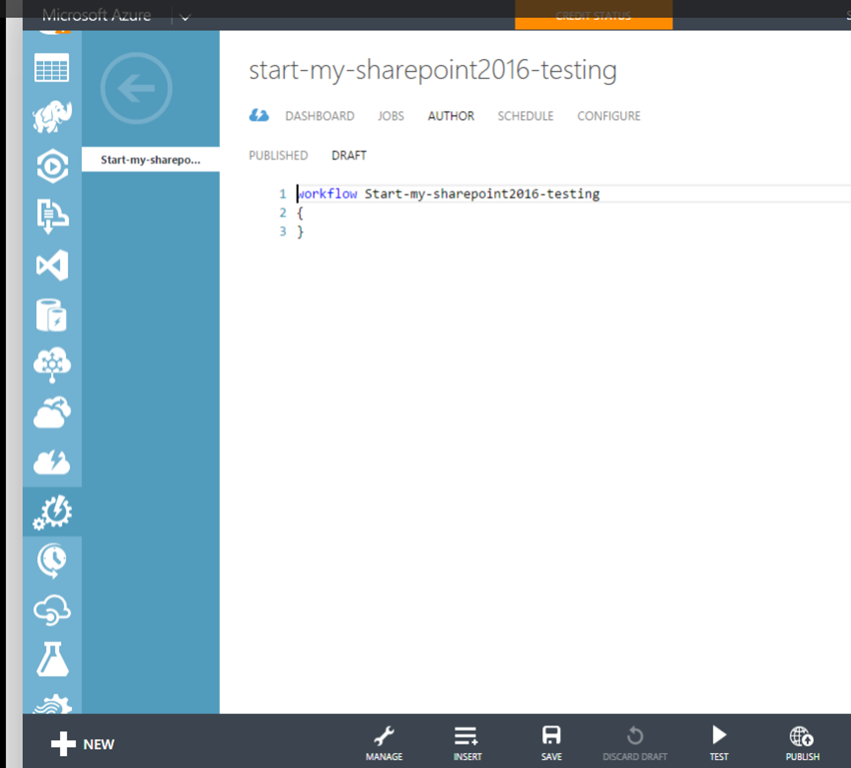 Microsoft Azure
CREDIT STATUS
start-my-sharepoint2016-testing
DASHBOARD JOBS AUTHOR SCHEDULE CONFIGURE
Start-my-sharepo...
PUBLISHED DRAFT
1 workflow Start-my-sharepoint2016-testing
2 {
3 }
NEW
MANAGE INSERT SAVE DISCARD DRAFT TEST PUBLISH